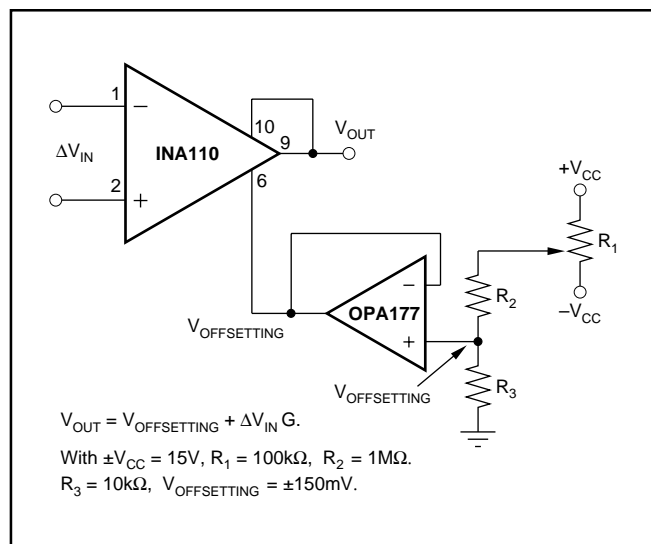 1
−
10
9
V_OUT
ΔV_IN
INA110
6
+V_CC
2
+
R_1
−
R_2
−V_CC
OPA177
V_OFFSETTING
+
V_OFFSETTING
R_3
V_OUT = V_OFFSETTING + ΔV_IN G.
With ±V_CC = 15V, R_1 = 100kΩ, R_2 = 1MΩ.
R_3 = 10kΩ, V_OFFSETTING = ±150mV.